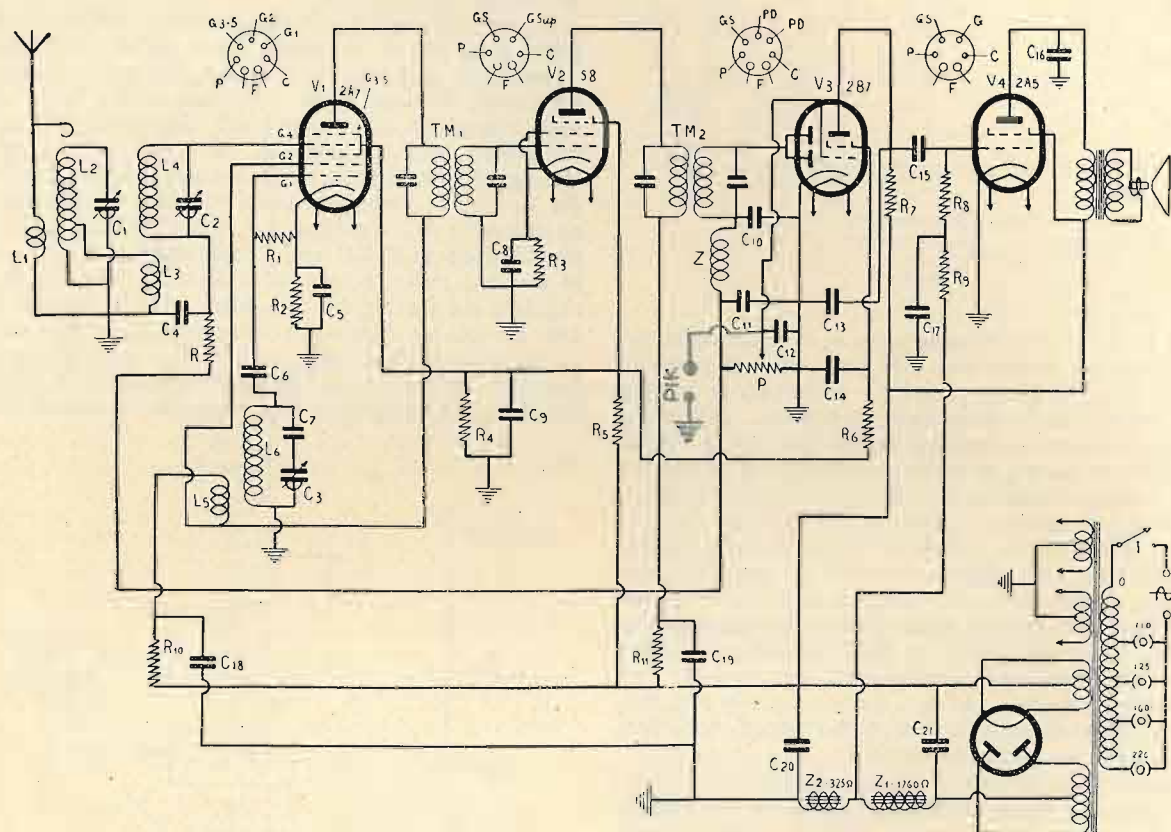 G3-5 G2 G1 C F P
GS GSup C F P
GS PD PD C F P
GS G C F P
V1 2A7
G3-5
G4
G2
G1
V2 58
V3 2B7
V4 2A5
C16
TM1
TM2
L2
L4
C1
C2
L1
L3
C4
R
R1
R2
C5
C8
R3
C10
Z
C11
C13
C12
PIK
P
C14
C15
R7
R8
R9
C17
C6
C7
L6
C3
L5
R4
C9
R5
R6
R10
C18
R11
C19
C20
C21
Z2-325Ω
Z1-1760Ω
I
0
110
125
160